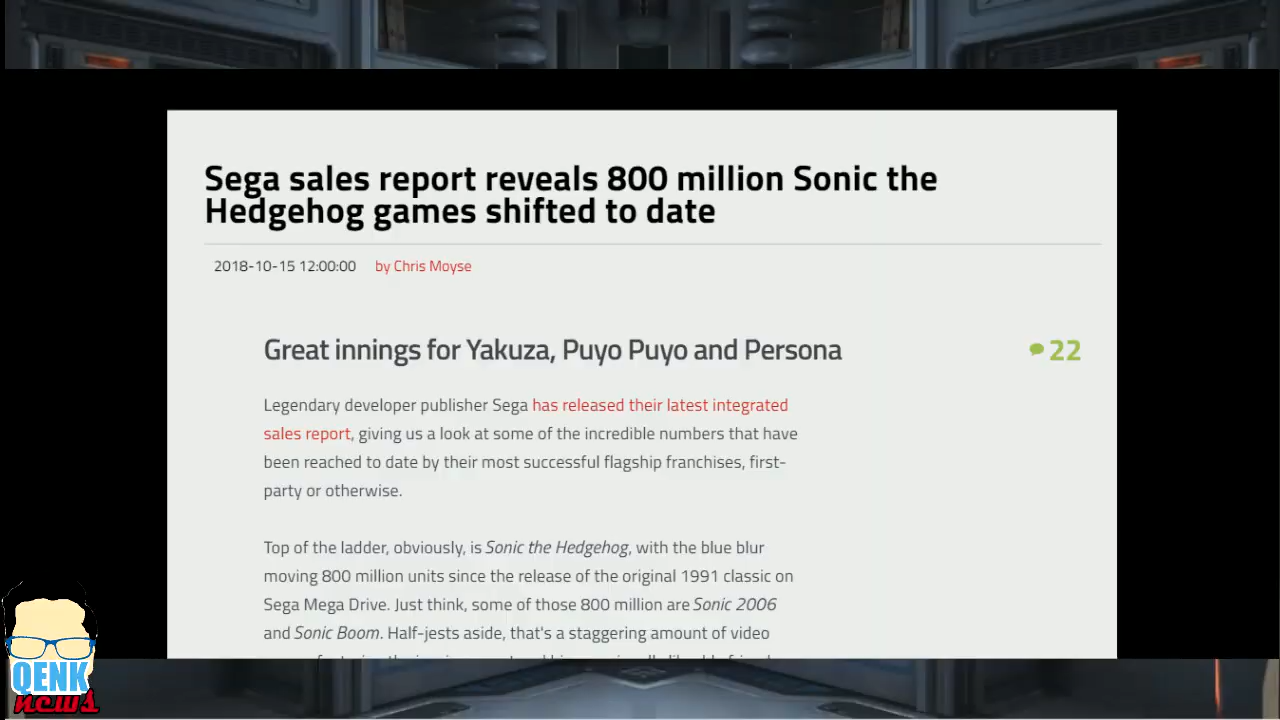 Sega sales report reveals 800 million Sonic the
Hedgehog games shifted to date
2018-10-15 12:00:00 by Chris Moyse
Great innings for Yakuza, Puyo Puyo and Persona
22
Legendary developer publisher Sega has released their latest integrated
sales report, giving us a look at some of the incredible numbers that have
been reached to date by their most successful flagship franchises, first-
party or otherwise.
Top of the ladder, obviously, is Sonic the Hedgehog, with the blue blur
moving 800 million units since the release of the original 1991 classic on
Sega Mega Drive. Just think, some of those 800 million are Sonic 2006
and Sonic Boom. Half-jests aside, that's a staggering amount of video
QENK
news